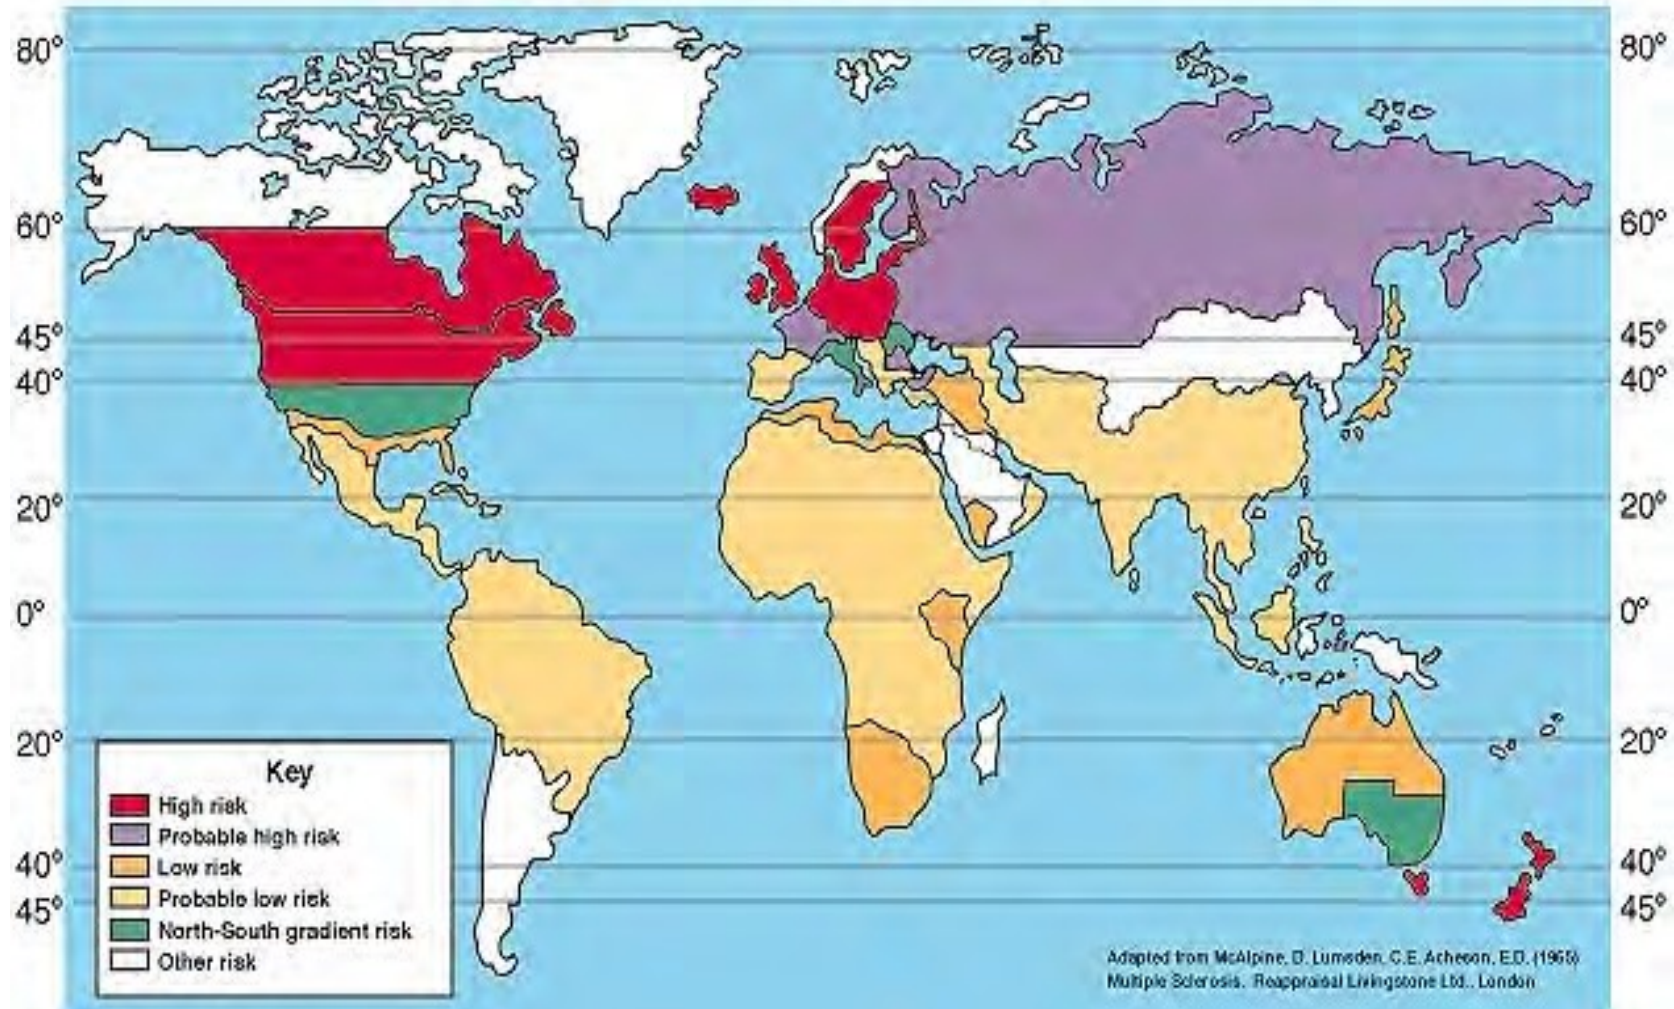 80°
60°
45°
40°
20°
0°
20°
40°
45°
80°
60°
45°
40°
20°
0°
20°
40°
45°
Key
High risk
Probable high risk
Low risk
Probable low risk
North-South gradient risk
Other risk
Adapted from McAlpine, D. Lumsden, C.E. Acheson, E.D. (1965)
Multiple Sclerosis. Reappraisal Livingstone Ltd., London